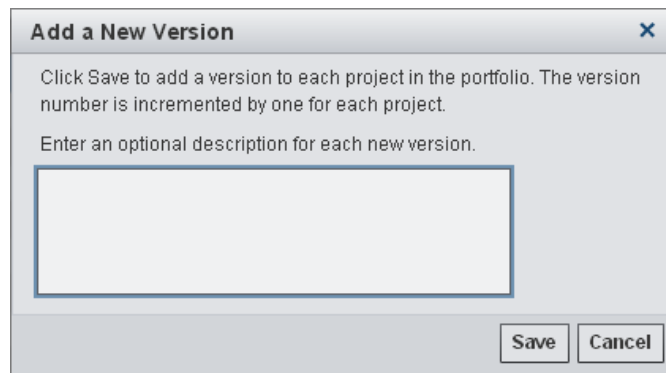 Add a New Version
Click Save to add a version to each project in the portfolio. The version
number is incremented by one for each project.
Enter an optional description for each new version.
Save
Cancel